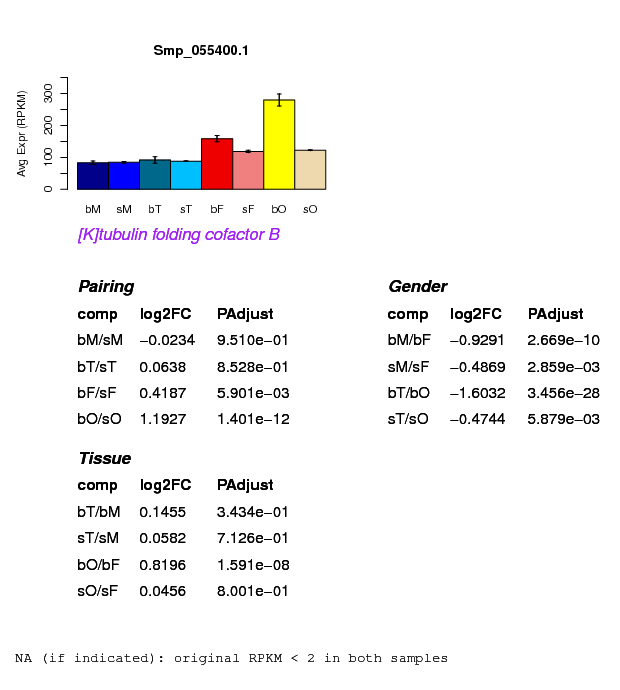 Smp_055400.1
Avg Expr (RPKM)
0 100 200 300
bM sM bT sT bF sF bO sO
[K]tubulin folding cofactor B
Pairing
comp log2FC PAdjust
bM/sM −0.0234 9.510e−01
bT/sT 0.0638 8.528e−01
bF/sF 0.4187 5.901e−03
bO/sO 1.1927 1.401e−12
Gender
comp log2FC PAdjust
bM/bF −0.9291 2.669e−10
sM/sF −0.4869 2.859e−03
bT/bO −1.6032 3.456e−28
sT/sO −0.4744 5.879e−03
Tissue
comp log2FC PAdjust
bT/bM 0.1455 3.434e−01
sT/sM 0.0582 7.126e−01
bO/bF 0.8196 1.591e−08
sO/sF 0.0456 8.001e−01
NA (if indicated): original RPKM < 2 in both samples